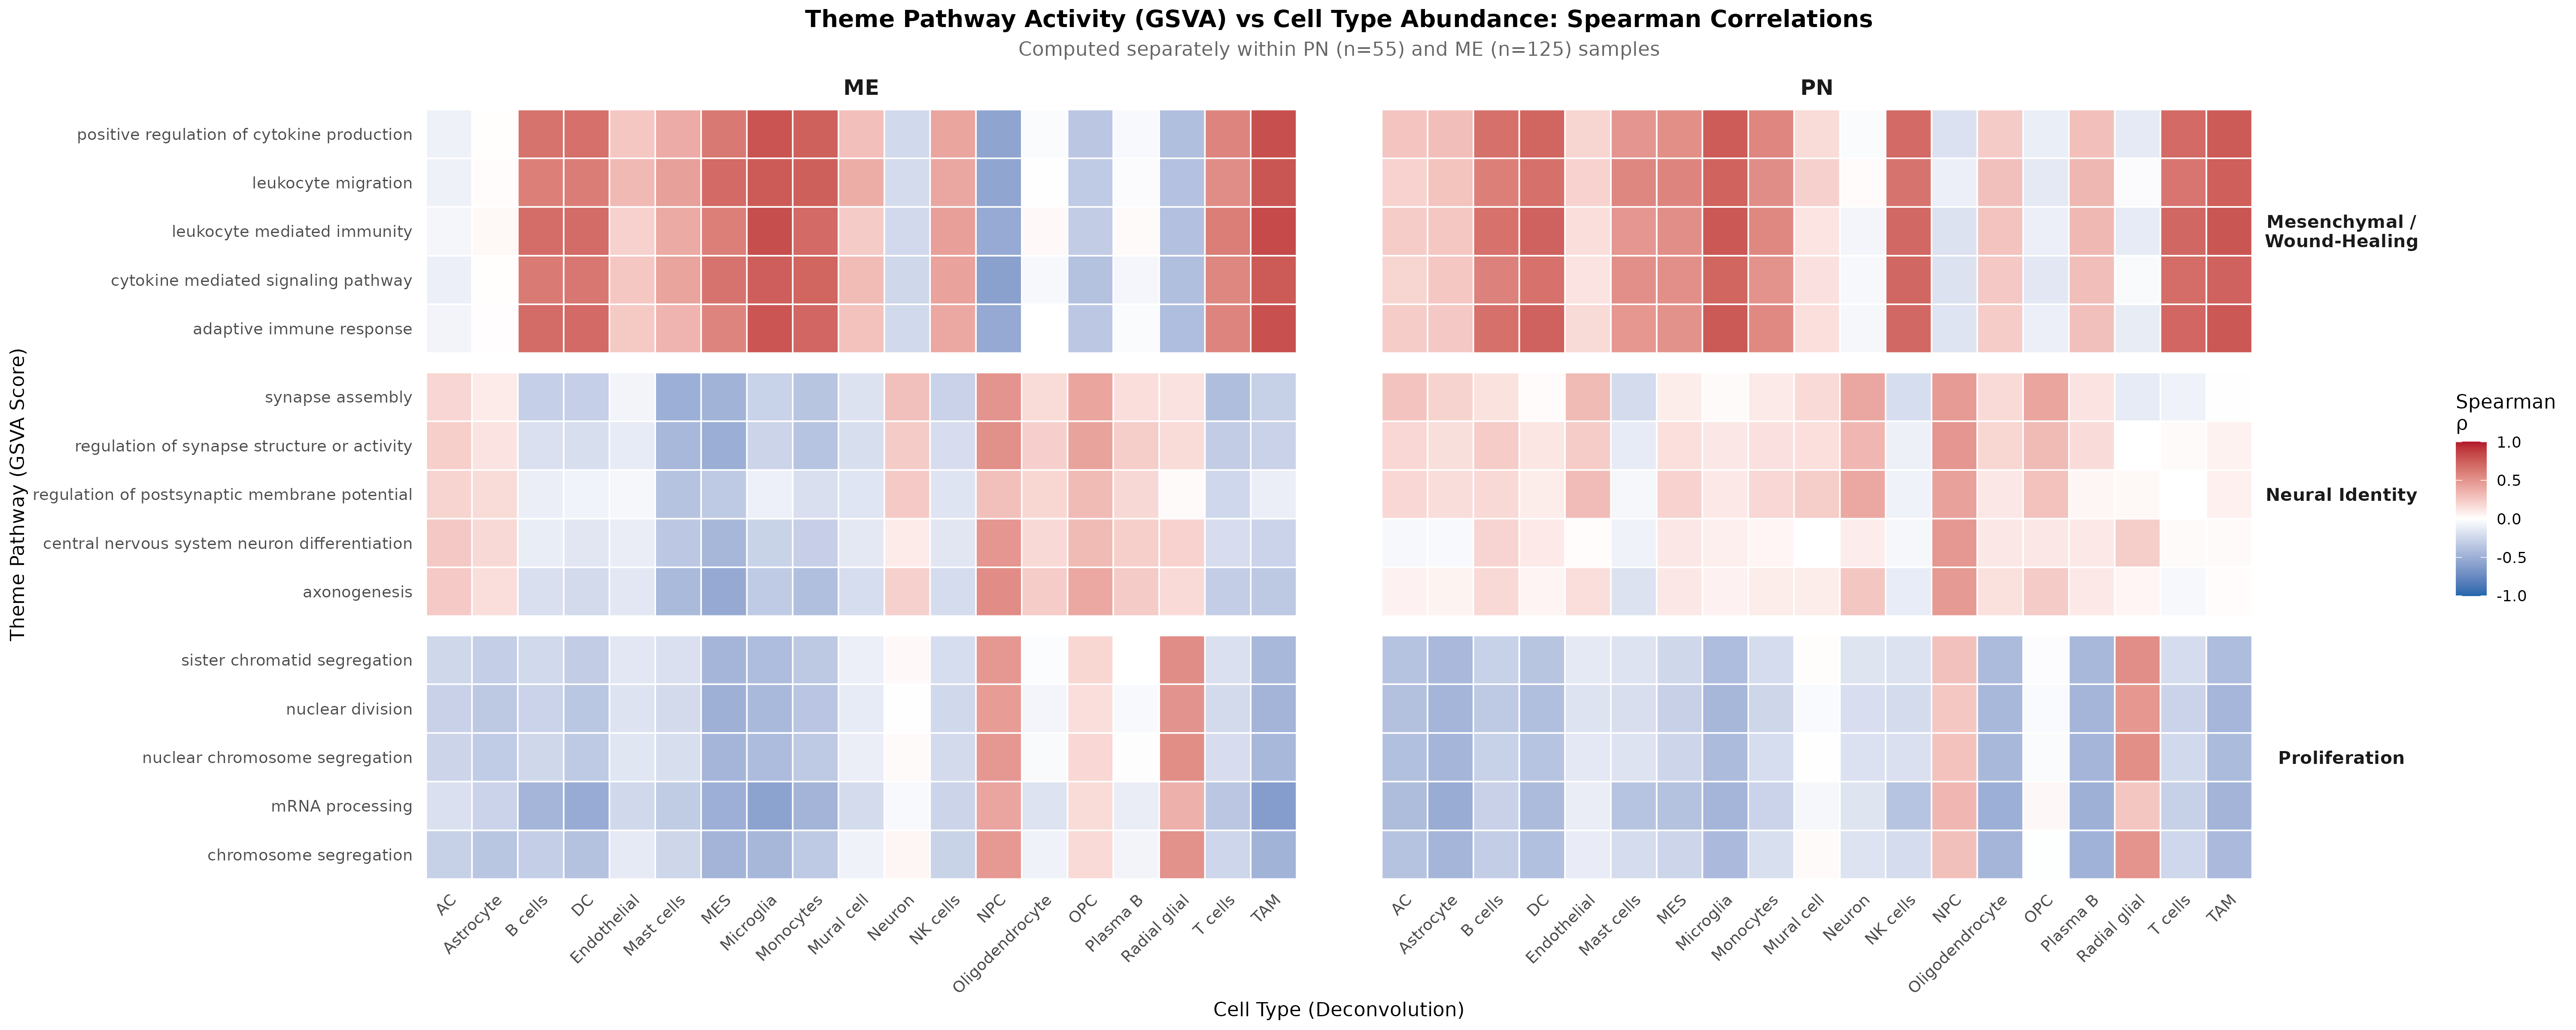 Theme Pathway Activity (GSVA) vs Cell Type Abundance: Spearman Correlations
Computed separately within PN (n=55) and ME (n=125) samples
ME
PN
Theme Pathway (GSVA Score)
positive regulation of cytokine production
leukocyte migration
leukocyte mediated immunity
cytokine mediated signaling pathway
adaptive immune response
Mesenchymal /
Wound-Healing
synapse assembly
regulation of synapse structure or activity
regulation of postsynaptic membrane potential
central nervous system neuron differentiation
axonogenesis
Neural Identity
sister chromatid segregation
nuclear division
nuclear chromosome segregation
mRNA processing
chromosome segregation
Proliferation
Spearman
ρ
1.0
0.5
0.0
-0.5
-1.0
AC
Astrocyte
B cells
DC
Endothelial
Mast cells
MES
Microglia
Monocytes
Mural cell
Neuron
NK cells
NPC
Oligodendrocyte
OPC
Plasma B
Radial glial
T cells
TAM
AC
Astrocyte
B cells
DC
Endothelial
Mast cells
MES
Microglia
Monocytes
Mural cell
Neuron
NK cells
NPC
Oligodendrocyte
OPC
Plasma B
Radial glial
T cells
TAM
Cell Type (Deconvolution)